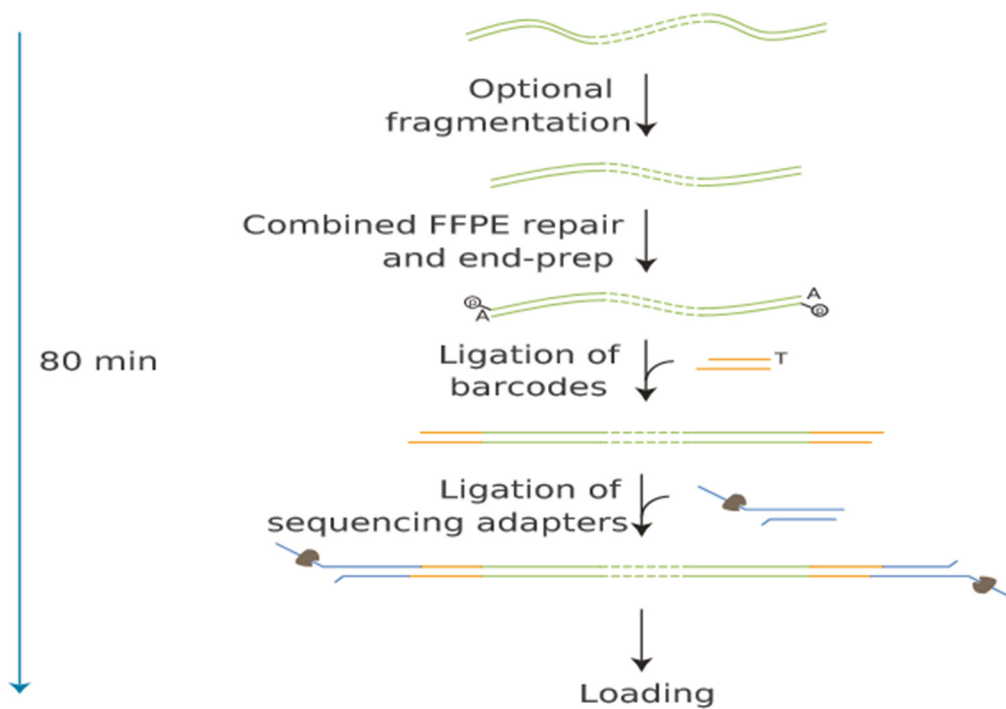 Optional
fragmentation
Combined FFPE repair
and end-prep
P
A
A
P
80 min
Ligation of
barcodes
T
Ligation of
sequencing adapters
Loading